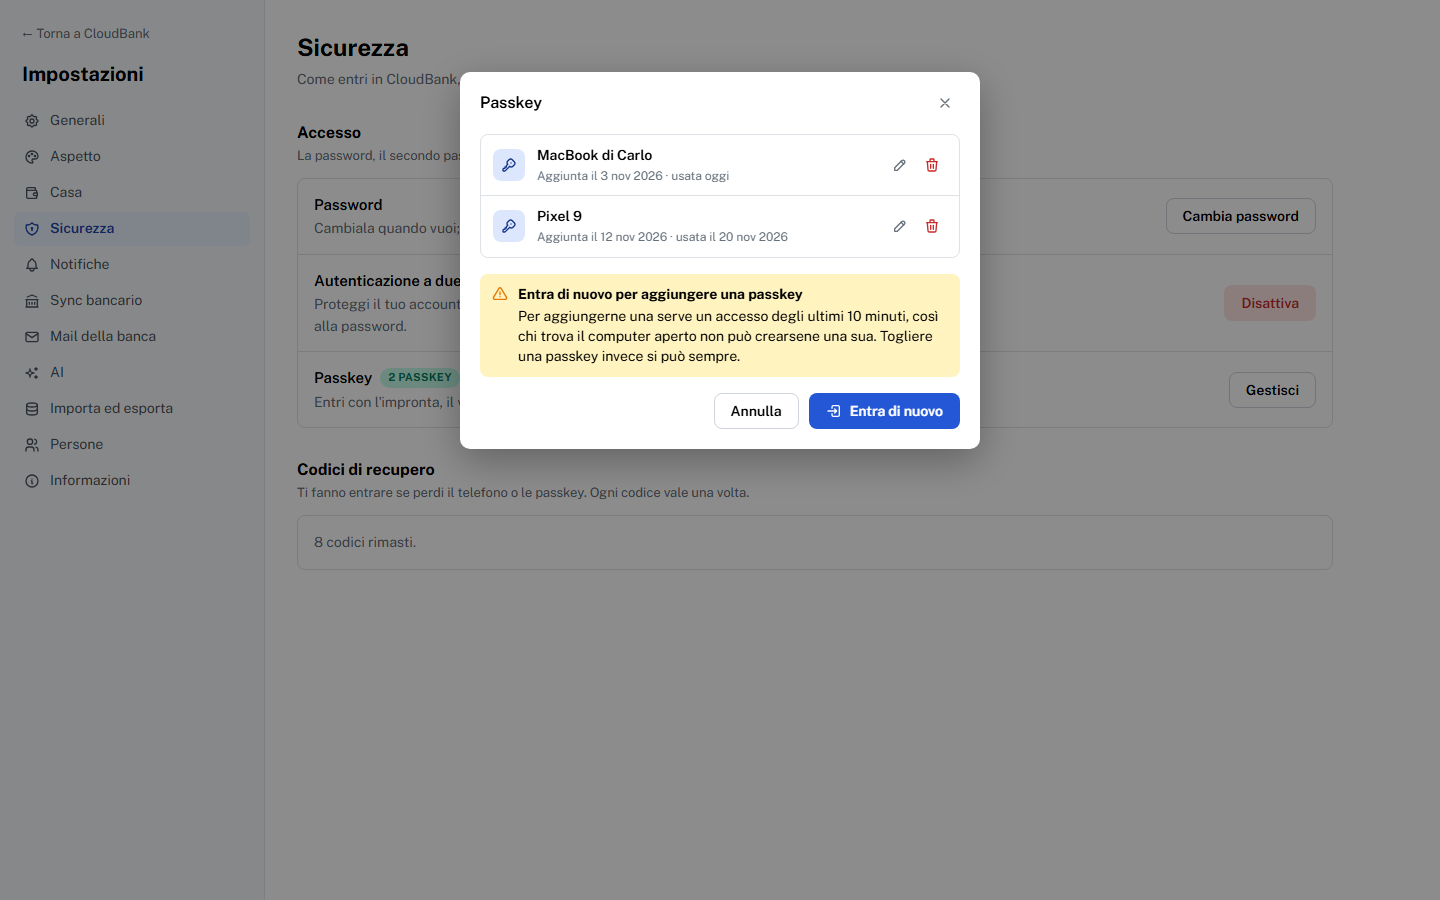 ← Torna a CloudBank
Impostazioni
Generali
Aspetto
Casa
Sicurezza
Notifiche
Sync bancario
Mail della banca
AI
Importa ed esporta
Persone
Informazioni
Sicurezza
Come entri in CloudBank,
Accesso
La password, il secondo
Password
Cambiala quando vuoi;
Cambia password
Autenticazione a due
Proteggi il tuo account
alla password.
Disattiva
Passkey
2 PASSKEY
Entri con l'impronta, il
Gestisci
Codici di recupero
Ti fanno entrare se perdi il telefono o le passkey. Ogni codice vale una volta.
8 codici rimasti.
Passkey
MacBook di Carlo
Aggiunta il 3 nov 2026 · usata oggi
Pixel 9
Aggiunta il 12 nov 2026 · usata il 20 nov 2026
Entra di nuovo per aggiungere una passkey
Per aggiungerne una serve un accesso degli ultimi 10 minuti, così
chi trova il computer aperto non può crearsene una sua. Togliere
una passkey invece si può sempre.
Annulla
Entra di nuovo